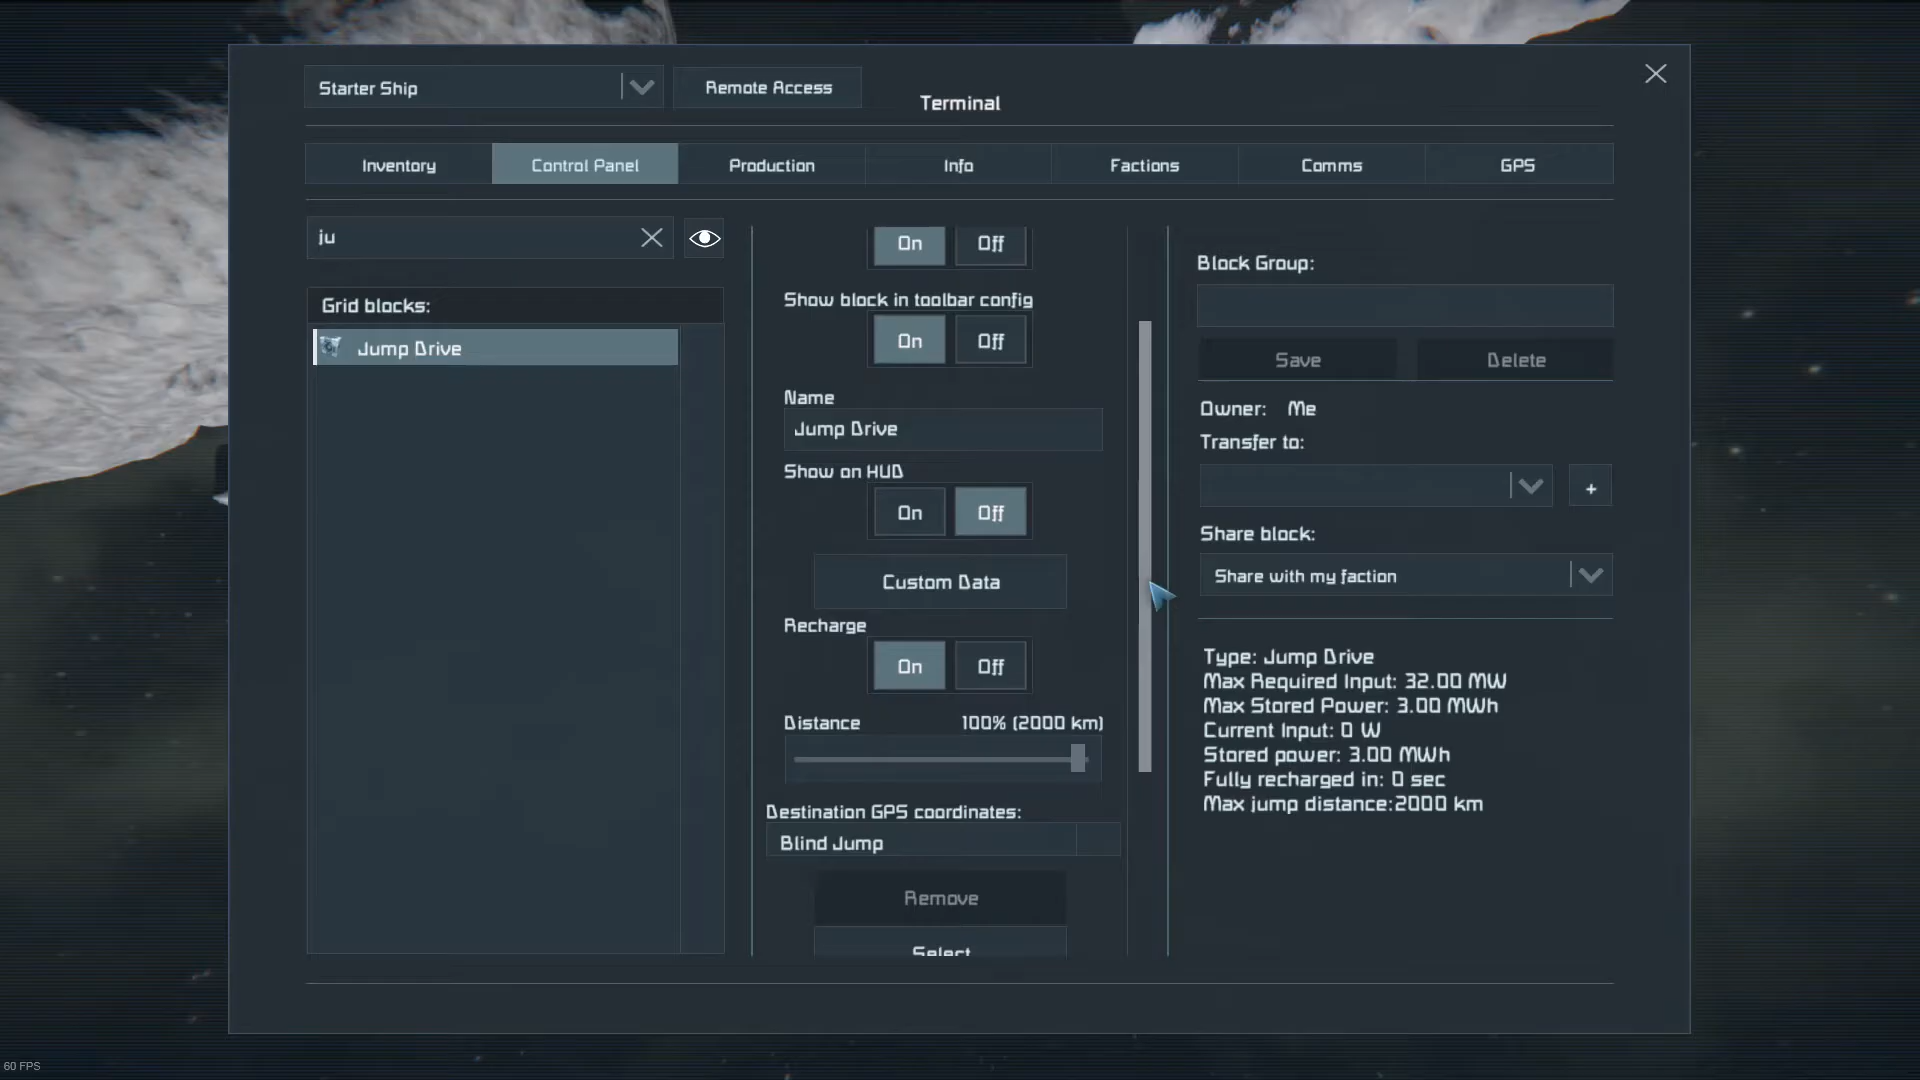 Starter Ship
Remote Access
Terminal
Inventory
Control Panel
Production
Info
Factions
Comms
GPS
ju
Grid blocks:
Jump Drive
On Off
Show block in toolbar config
On Off
Name
Jump Drive
Show on HUD
On Off
Custom Data
Recharge
On Off
Distance 100% (2000 km)
Destination GPS coordinates:
Blind Jump
Remove
Select
Block Group:
Save Delete
Owner: Me
Transfer to:
+
Share block:
Share with my faction
Type: Jump Drive
Max Required Input: 32.00 MW
Max Stored Power: 3.00 MWh
Current Input: 0 W
Stored power: 3.00 MWh
Fully recharged in: 0 sec
Max jump distance:2000 km
60 FPS